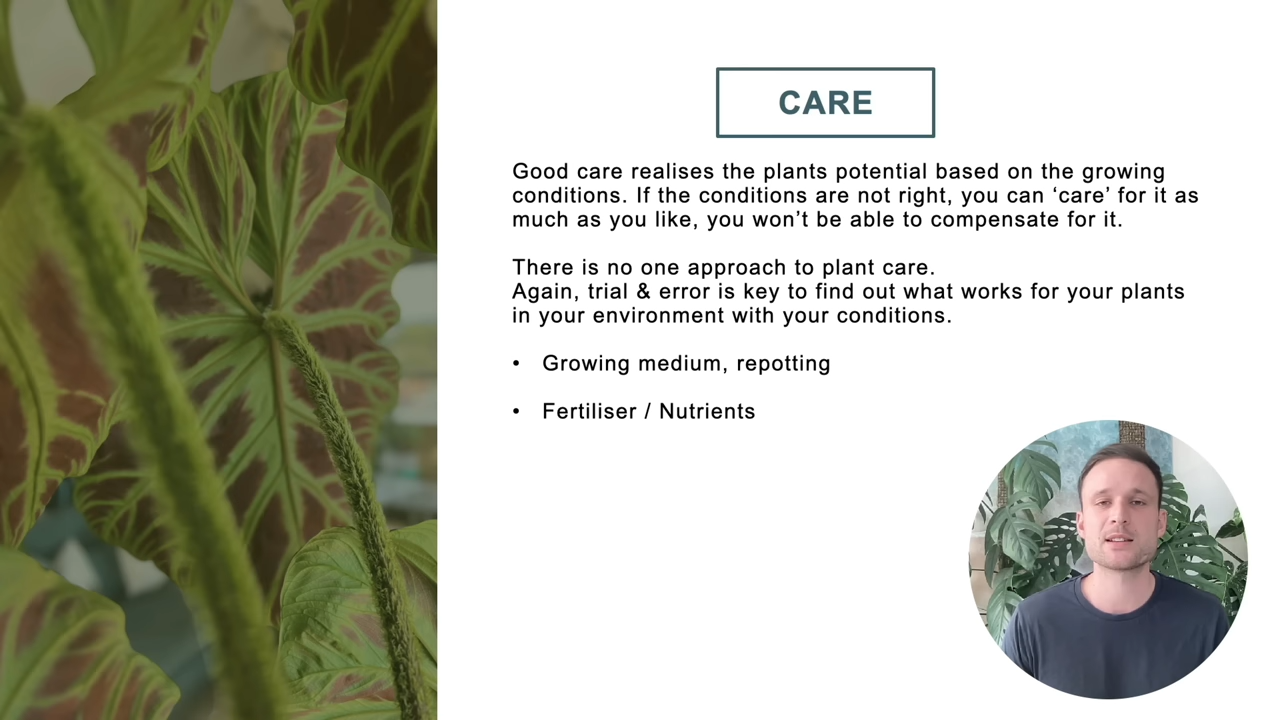 CARE
Good care realises the plants potential based on the growing
conditions. If the conditions are not right, you can ‘care’ for it as
much as you like, you won’t be able to compensate for it.
There is no one approach to plant care.
Again, trial & error is key to find out what works for your plants
in your environment with your conditions.
• Growing medium, repotting
• Fertiliser / Nutrients